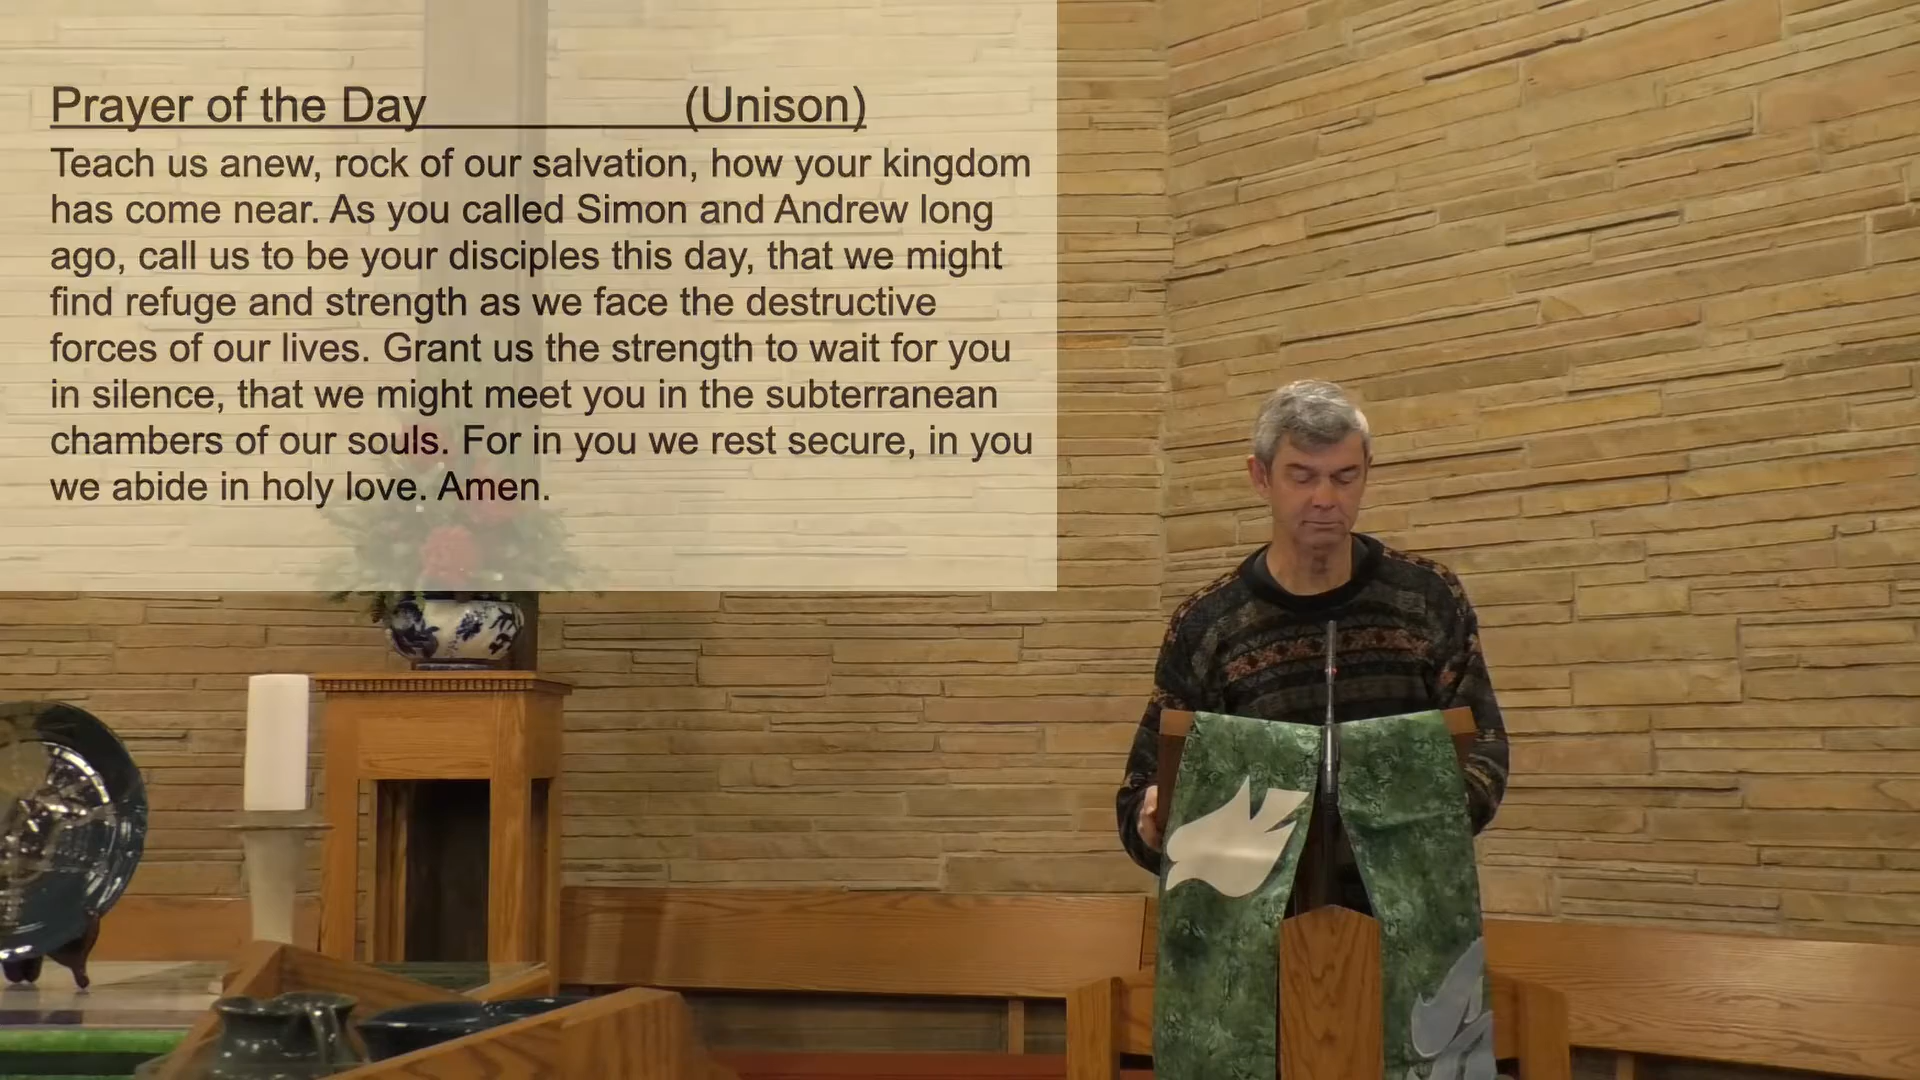 Prayer of the Day (Unison)
Teach us anew, rock of our salvation, how your kingdom
has come near. As you called Simon and Andrew long
ago, call us to be your disciples this day, that we might
find refuge and strength as we face the destructive
forces of our lives. Grant us the strength to wait for you
in silence, that we might meet you in the subterranean
chambers of our souls. For in you we rest secure, in you
we abide in holy love. Amen.